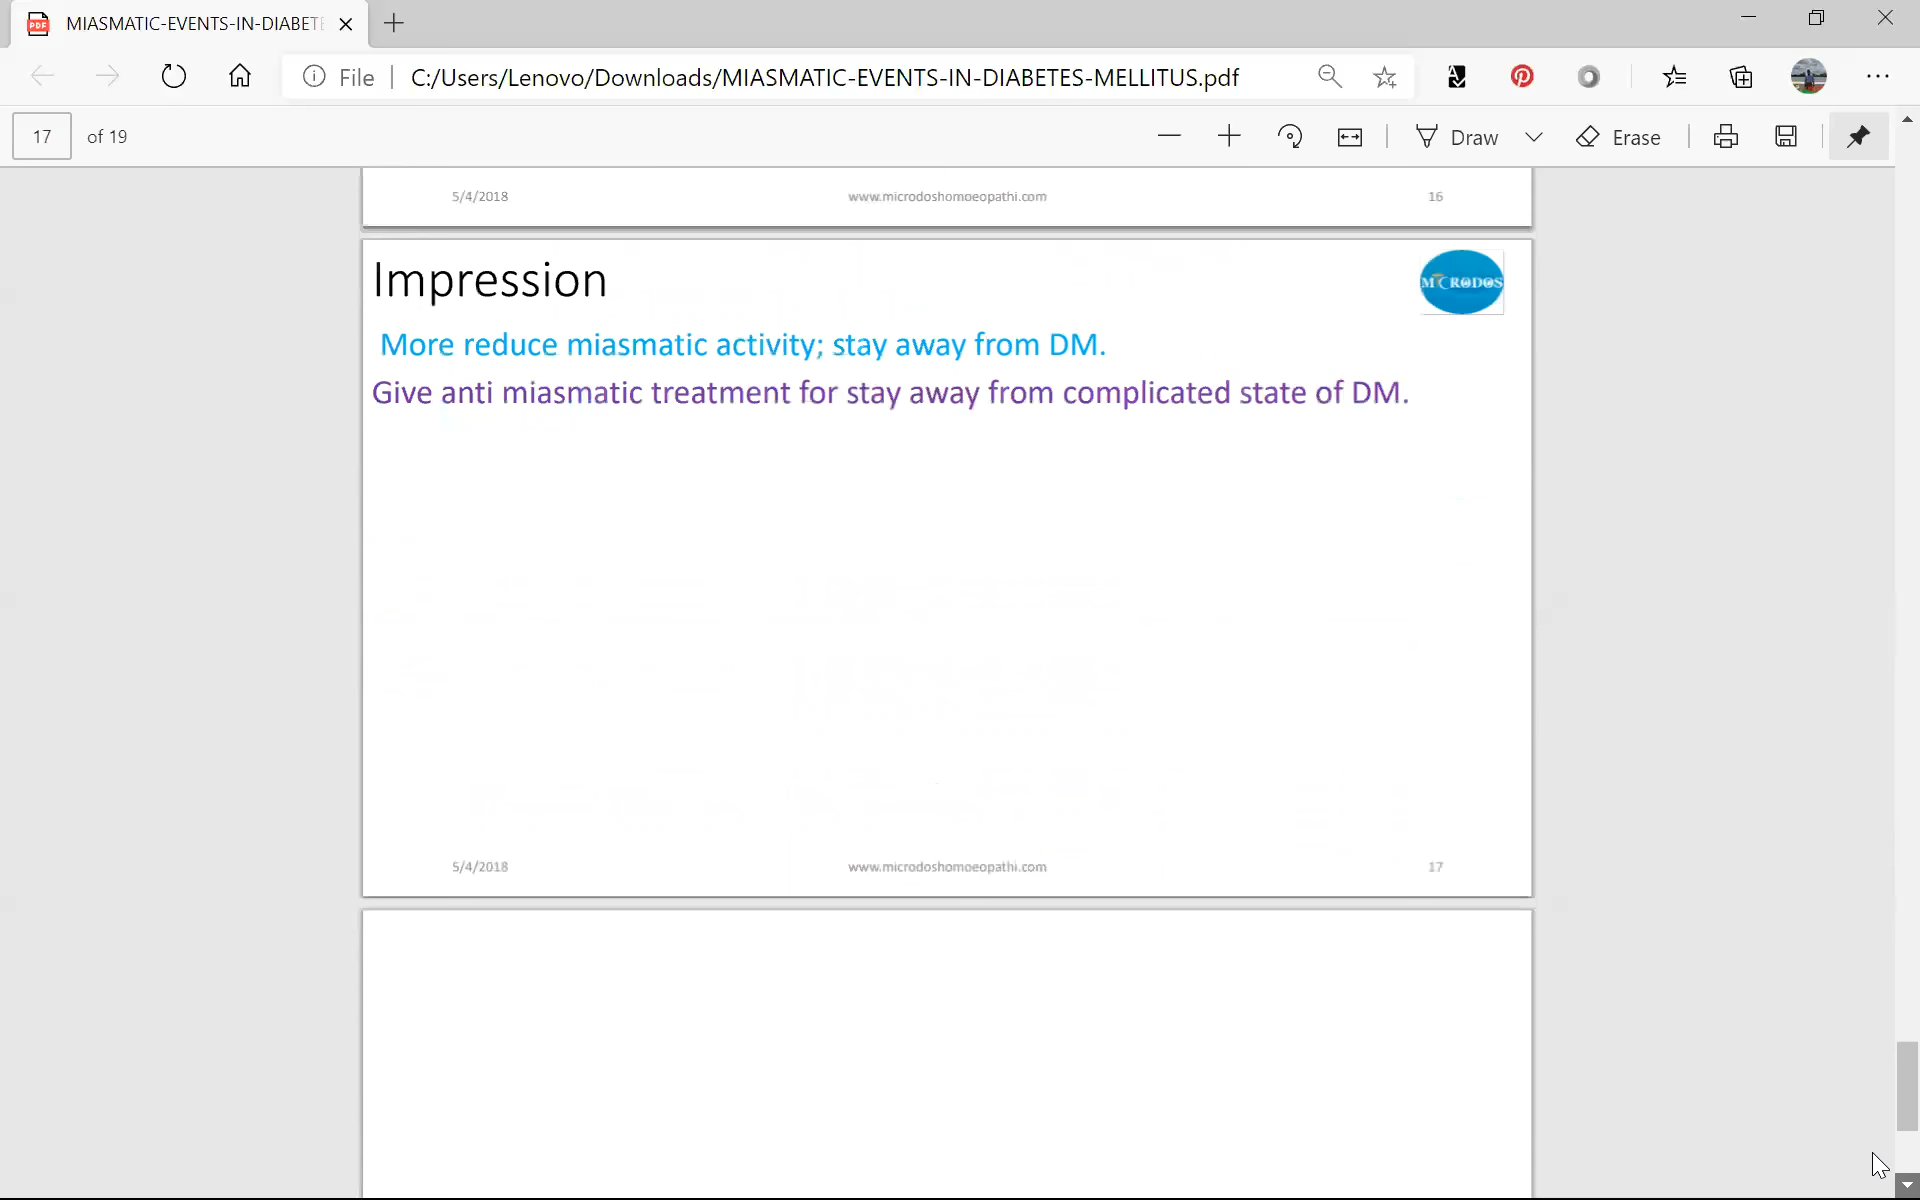 MIASMATIC-EVENTS-IN-DIABETE
File
C:/Users/Lenovo/Downloads/MIASMATIC-EVENTS-IN-DIABETES-MELLITUS.pdf
17 of 19
Draw
Erase
5/4/2018 www.microdoshomoeopathi.com 16
Impression
MICRODOS
More reduce miasmatic activity; stay away from DM.
Give anti miasmatic treatment for stay away from complicated state of DM.
5/4/2018 www.microdoshomoeopathi.com 17